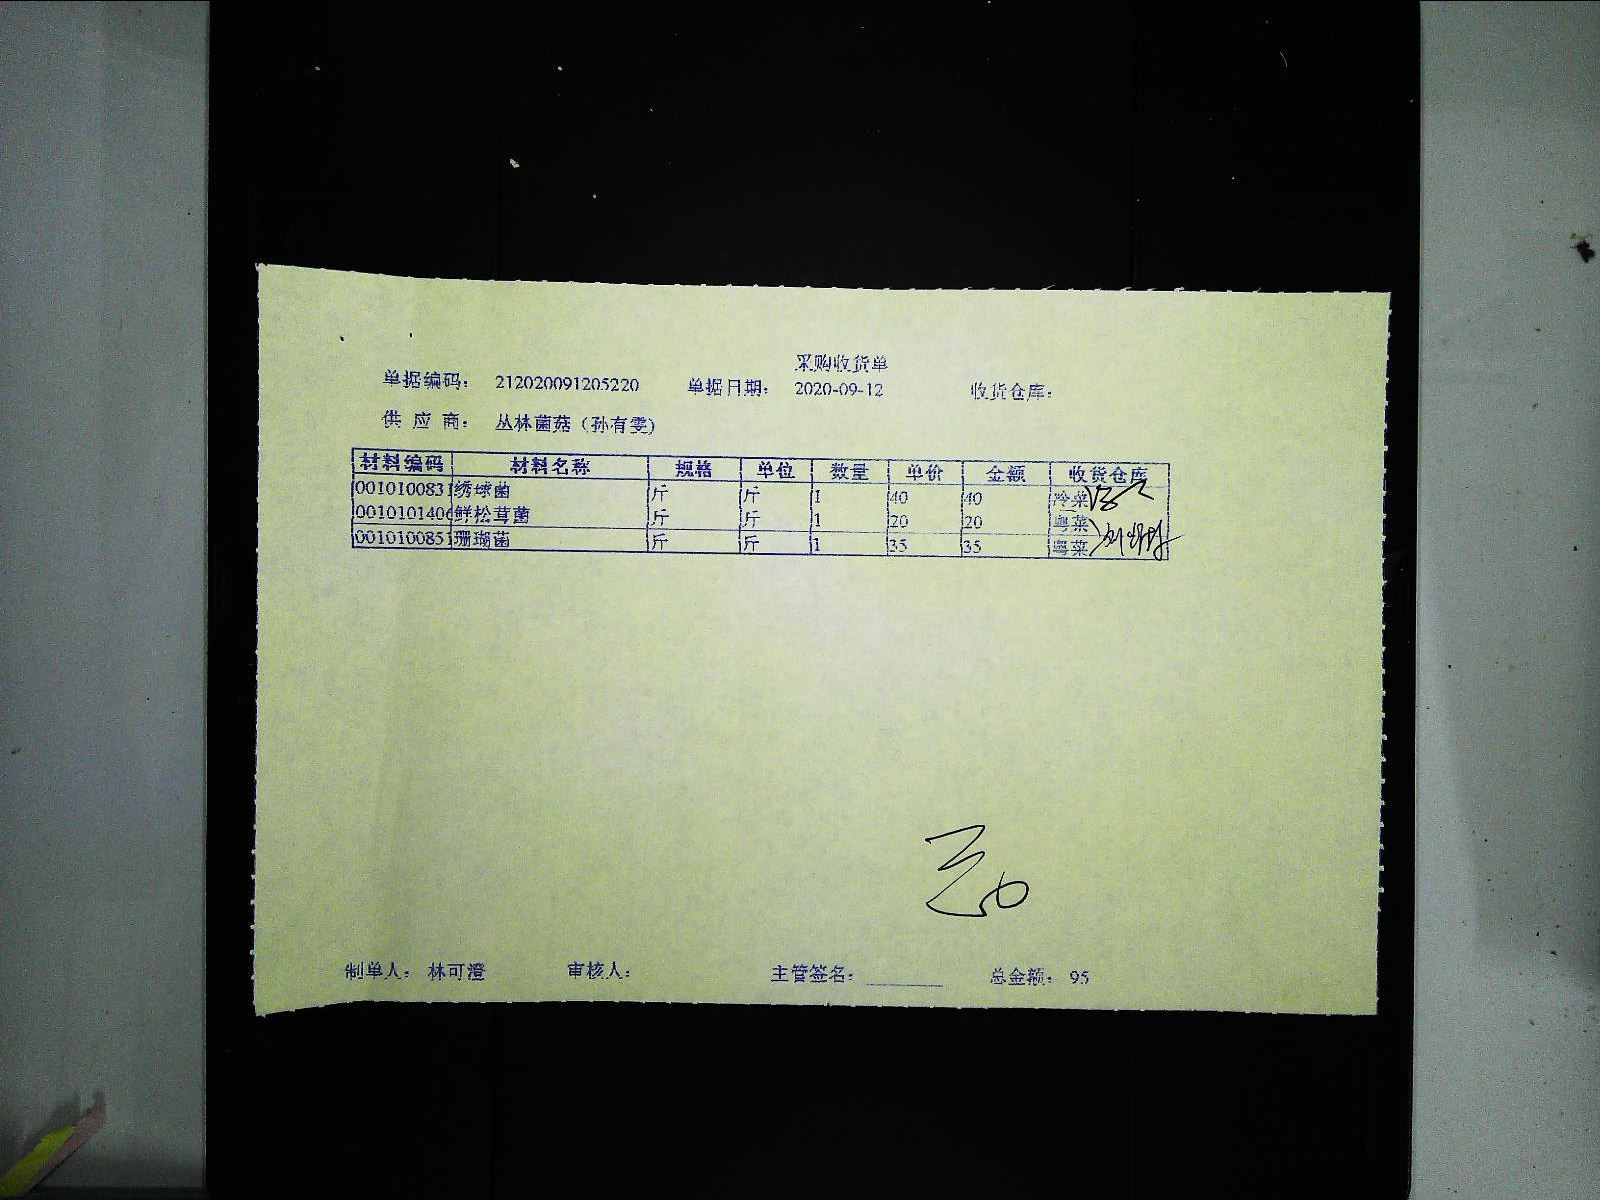 采购收货单
单据编码： 212020091205220 单据日期： 2020-09-12 收货仓库：
供 应 商： 丛林菌菇（孙有雯）
材料编码 材料名称 规格 单位 数量 单价 金额 收货仓库
0010100831 绣球菌 斤 斤 1 40 40 冷菜
001010140 鲜松茸菌 斤 斤 1 20 20 粤菜
0010100851 珊瑚菌 斤 斤 1 35 35 粤菜
制单人： 林可澄 审核人： 主管签名： 总金额： 95